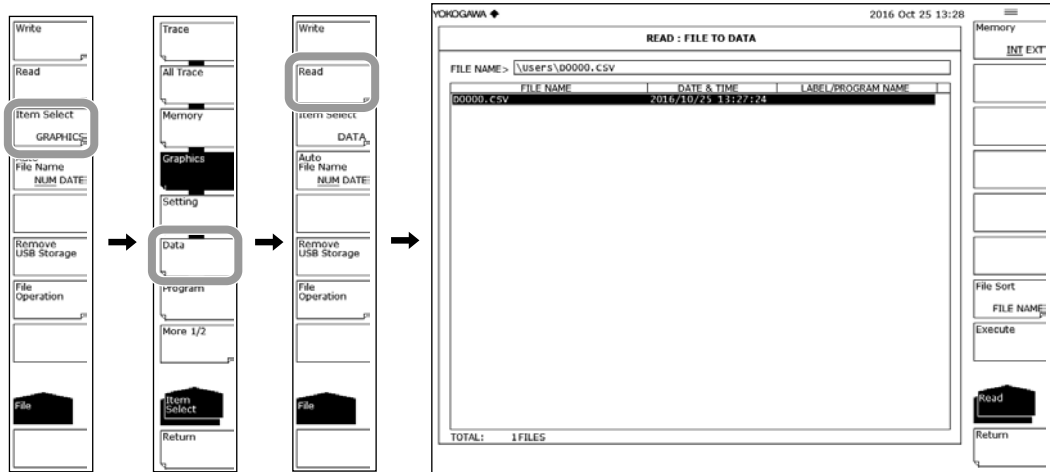 Write
Read
Item Select
GRAPHICS
Auto
File Name
NUM DATE
Remove
USB Storage
File
Operation
File
Trace
All Trace
Memory
Graphics
Setting
Data
Program
More 1/2
Item
Select
Return
Write
Read
Item Select
DATA
Auto
File Name
NUM DATE
Remove
USB Storage
File
Operation
File
YOKOGAWA
2016 Oct 25 13:28
READ : FILE TO DATA
FILE NAME> \Users\D0000.CSV
FILE NAME DATE & TIME LABEL/PROGRAM NAME
D0000.CSV 2016/10/25 13:27:24
TOTAL: 1FILES
Memory
INT EXT
File Sort
FILE NAME
Execute
Read
Return